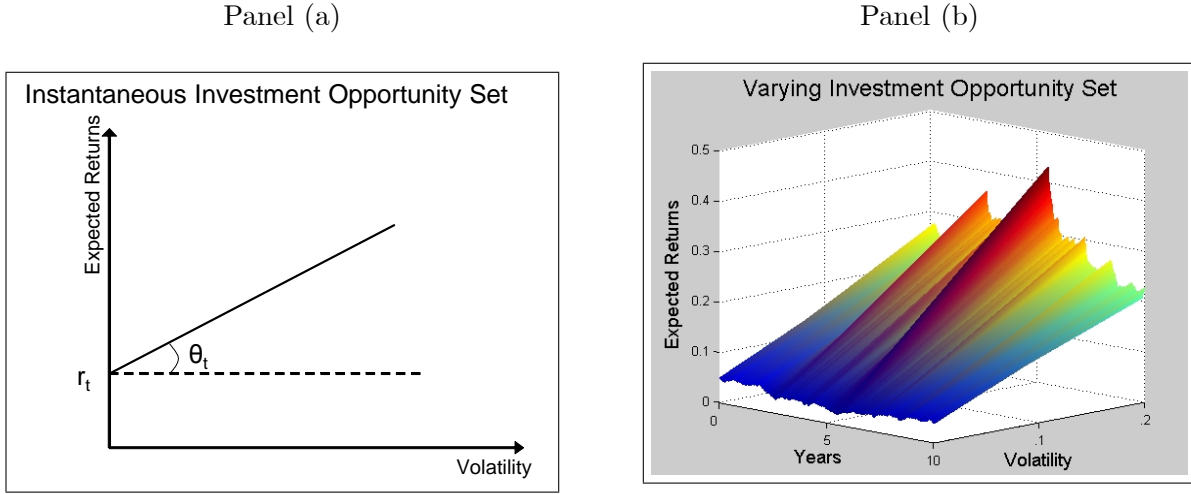 Panel (a)
Instantaneous Investment Opportunity Set
Expected Returns
θt
rt
Volatility
Panel (b)
Varying Investment Opportunity Set
Expected Returns
0.5
0.4
0.3
0.2
0.1
0
0
5
10
Years
.1
.2
Volatility